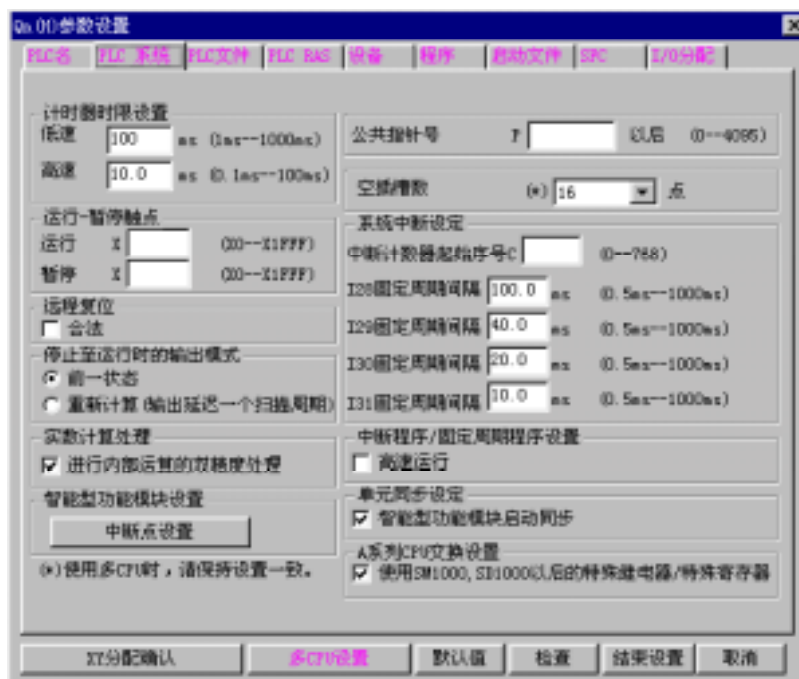 Qn(H)参数设置
PLC名 PLC 系统 PLC文件 PLC RAS 设备 程序 启动文件 SFC I/O分配
计时器时限设置
低速 100 ms (1ms--1000ms)
高速 10.0 ms (0.1ms--100ms)
运行-暂停触点
运行 X (X0--X1FFF)
暂停 X (X0--X1FFF)
远程复位
合法
停止至运行时的输出模式
前一状态
重新计算(输出延迟一个扫描周期)
实数计算处理
进行内部运算的双精度处理
智能型功能模块设置
中断点设置
(*)使用多CPU时，请保持设置一致。
公共指针号 P 以后 (0--4095)
空插槽数 (*) 16 点
系统中断设定
中断计数器起始序号C (0--768)
I28固定周期间隔 100.0 ms (0.5ms--1000ms)
I29固定周期间隔 40.0 ms (0.5ms--1000ms)
I30固定周期间隔 20.0 ms (0.5ms--1000ms)
I31固定周期间隔 10.0 ms (0.5ms--1000ms)
中断程序/固定周期程序设置
高速运行
单元同步设定
智能型功能模块启动同步
A系列CPU交换设置
使用SM1000,SD1000以后的特殊继电器/特殊寄存器
XY分配确认 多CPU设置 默认值 检查 结束设置 取消